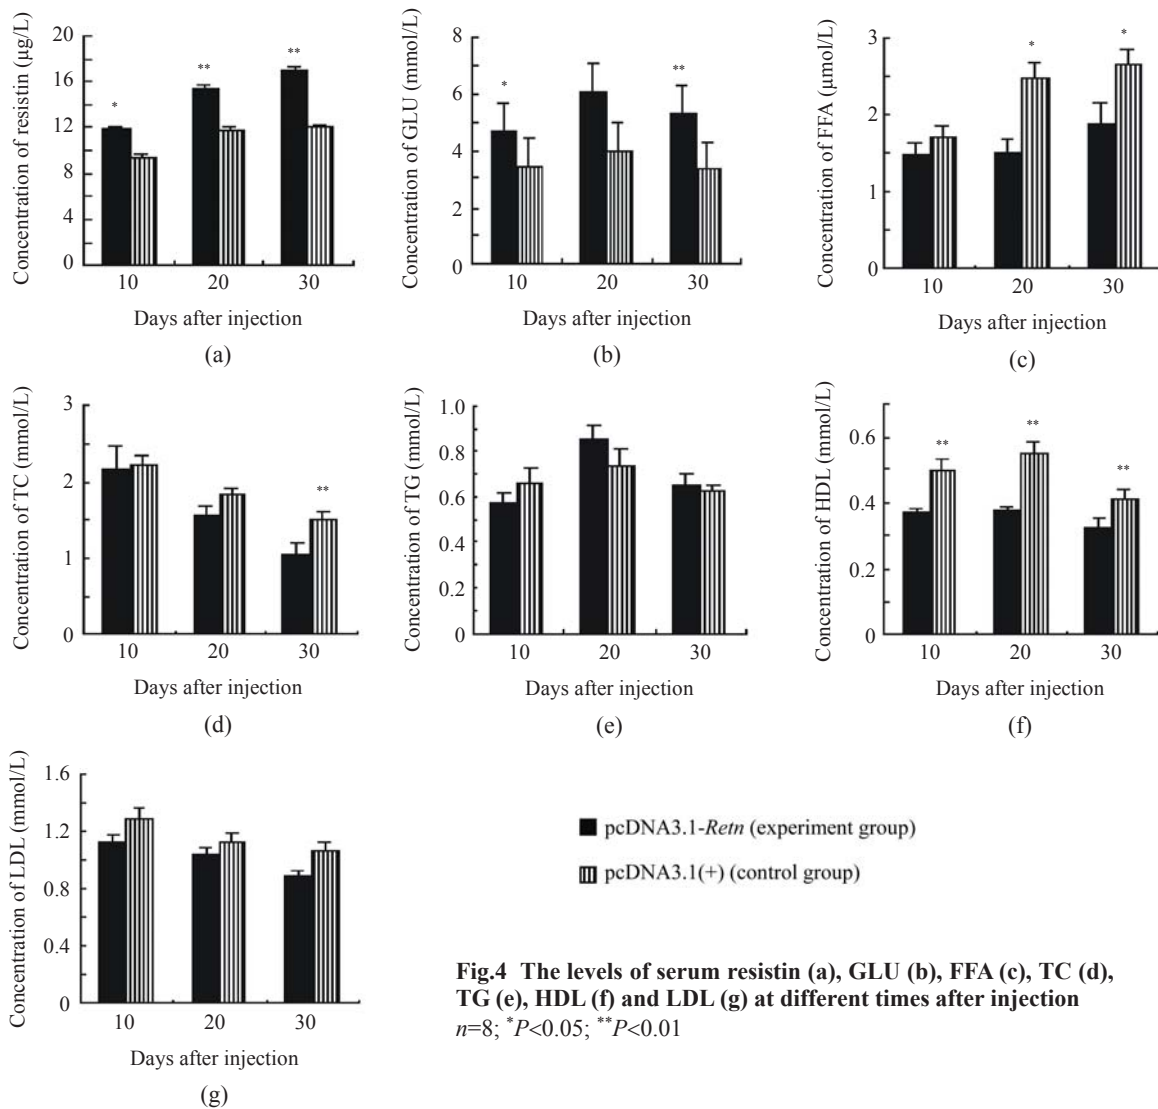 Concentration of resistin (μg/L)
20
16
12
8
4
0
*
**
**
10 20 30
Days after injection
(a)
Concentration of GLU (mmol/L)
8
6
4
2
0
*
**
10 20 30
Days after injection
(b)
Concentration of FFA (μmol/L)
3
2
1
0
*
*
10 20 30
Days after injection
(c)
Concentration of TC (mmol/L)
3
2
1
0
**
10 20 30
Days after injection
(d)
Concentration of TG (mmol/L)
1.0
0.8
0.6
0.4
0.2
0
10 20 30
Days after injection
(e)
Concentration of HDL (mmol/L)
0.6
0.4
0.2
0
**
**
**
10 20 30
Days after injection
(f)
Concentration of LDL (mmol/L)
1.6
1.2
0.8
0.4
0
10 20 30
Days after injection
(g)
pcDNA3.1-Retn (experiment group)
pcDNA3.1(+) (control group)
Fig.4 The levels of serum resistin (a), GLU (b), FFA (c), TC (d),
TG (e), HDL (f) and LDL (g) at different times after injection
n=8; *P<0.05; **P<0.01